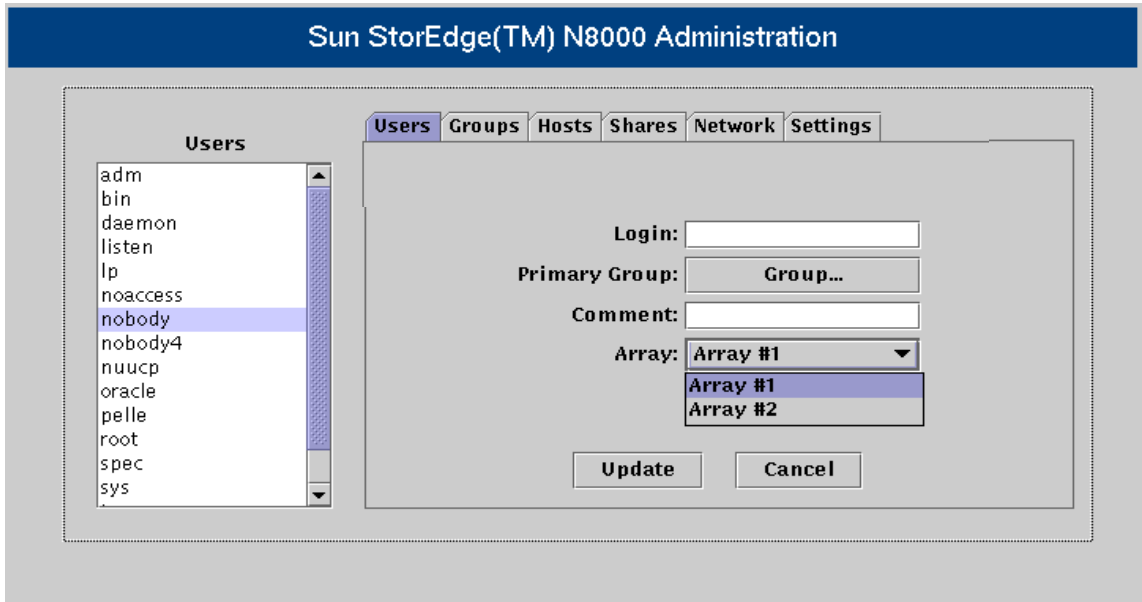 Sun StorEdge(TM) N8000 Administration
Users
adm
bin
daemon
listen
lp
noaccess
nobody
nobody4
nuucp
oracle
pelle
root
spec
sys
Users Groups Hosts Shares Network Settings
Login:
Primary Group: Group...
Comment:
Array: Array #1
Array #1
Array #2
Update Cancel